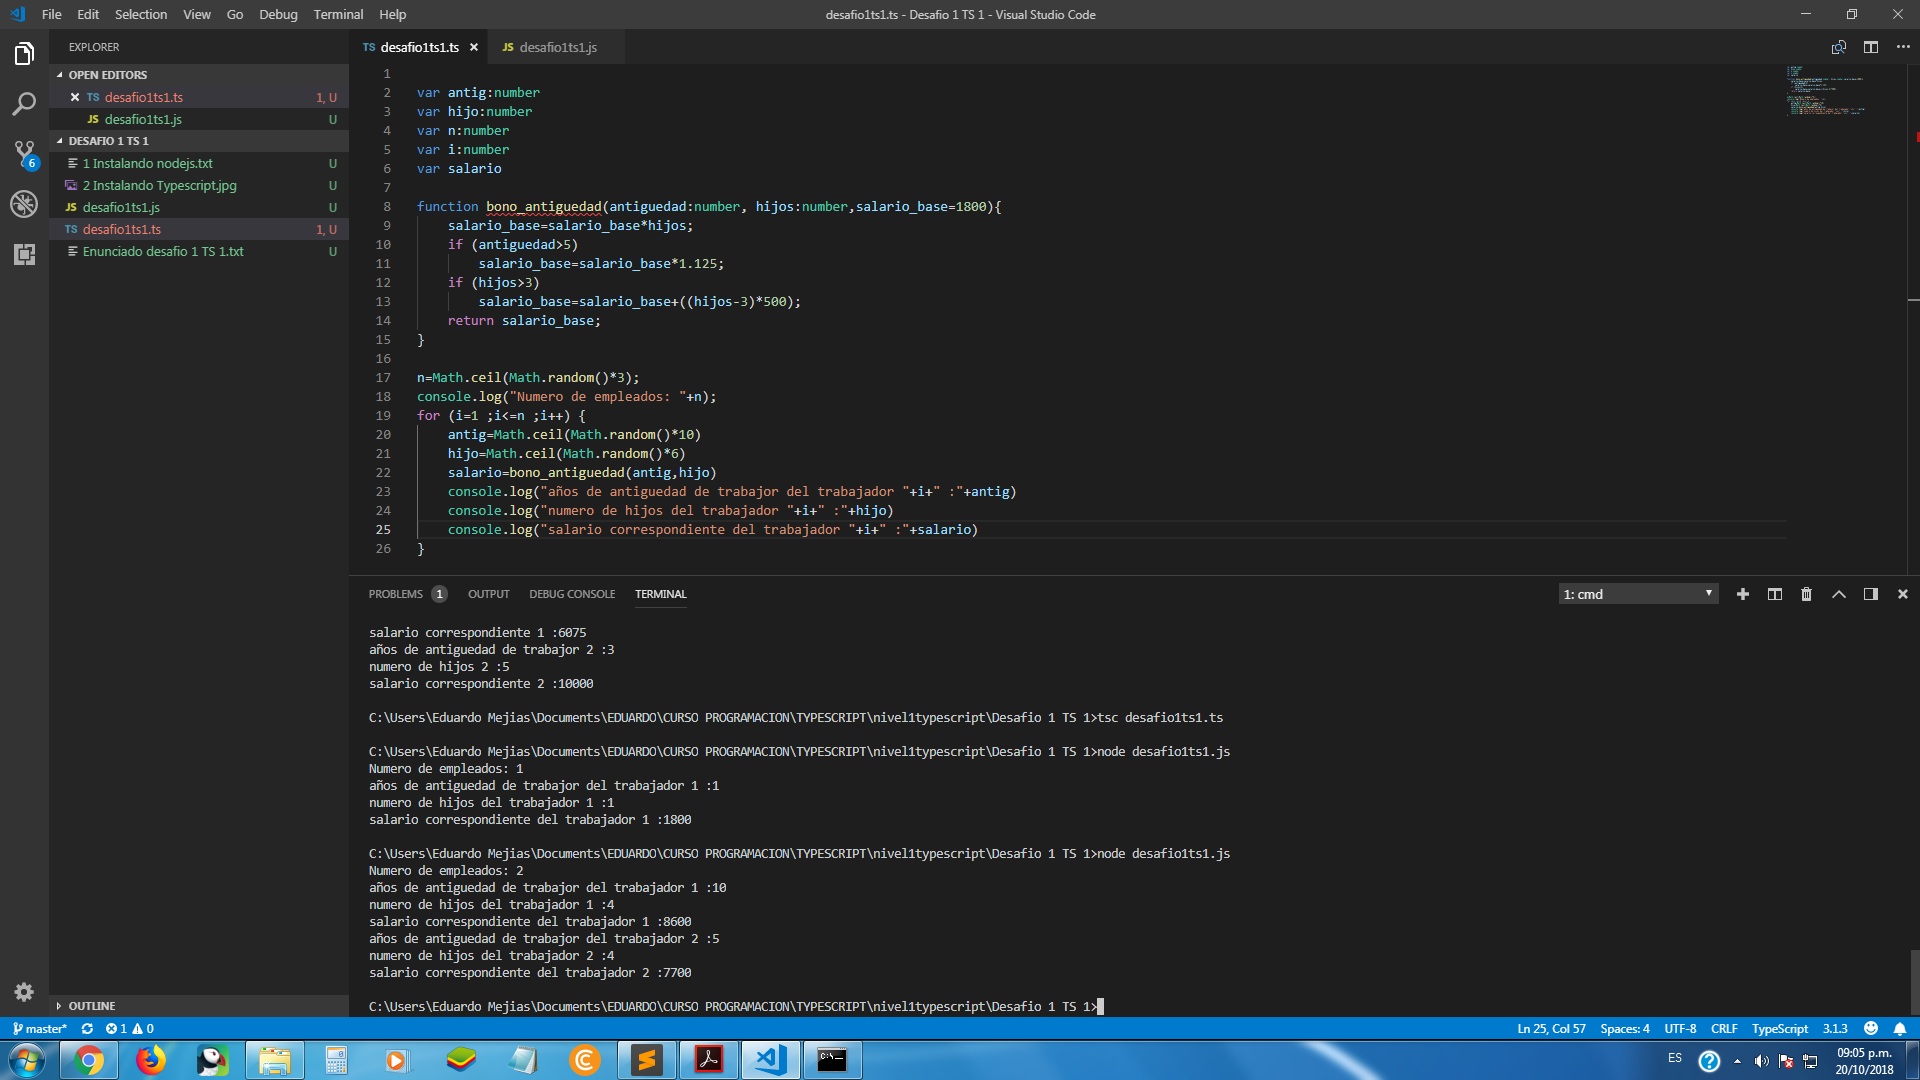 File Edit Selection View Go Debug Terminal Help
desafio1ts1.ts - Desafio 1 TS 1 - Visual Studio Code
EXPLORER
OPEN EDITORS
TS desafio1ts1.ts 1, U
JS desafio1ts1.js U
DESAFIO 1 TS 1
1 Instalando nodejs.txt U
2 Instalando Typescript.jpg U
JS desafio1ts1.js U
TS desafio1ts1.ts 1, U
Enunciado desafio 1 TS 1.txt U
6
OUTLINE
TS desafio1ts1.ts
JS desafio1ts1.js
1
2 var antig:number
3 var hijo:number
4 var n:number
5 var i:number
6 var salario
7
8 function bono_antiguedad(antiguedad:number, hijos:number,salario_base=1800){
9 salario_base=salario_base*hijos;
10 if (antiguedad>5)
11 salario_base=salario_base*1.125;
12 if (hijos>3)
13 salario_base=salario_base+((hijos-3)*500);
14 return salario_base;
15 }
16
17 n=Math.ceil(Math.random()*3);
18 console.log("Numero de empleados: "+n);
19 for (i=1 ;i<=n ;i++) {
20 antig=Math.ceil(Math.random()*10)
21 hijo=Math.ceil(Math.random()*6)
22 salario=bono_antiguedad(antig,hijo)
23 console.log("años de antiguedad de trabajor del trabajador "+i+" :"+antig)
24 console.log("numero de hijos del trabajador "+i+" :"+hijo)
25 console.log("salario correspondiente del trabajador "+i+" :"+salario)
26 }
PROBLEMS 1 OUTPUT DEBUG CONSOLE TERMINAL
1: cmd
salario correspondiente 1 :6075
años de antiguedad de trabajor 2 :3
numero de hijos 2 :5
salario correspondiente 2 :10000
C:\Users\Eduardo Mejias\Documents\EDUARDO\CURSO PROGRAMACION\TYPESCRIPT\nivel1typescript\Desafio 1 TS 1>tsc desafio1ts1.ts
C:\Users\Eduardo Mejias\Documents\EDUARDO\CURSO PROGRAMACION\TYPESCRIPT\nivel1typescript\Desafio 1 TS 1>node desafio1ts1.js
Numero de empleados: 1
años de antiguedad de trabajor del trabajador 1 :1
numero de hijos del trabajador 1 :1
salario correspondiente del trabajador 1 :1800
C:\Users\Eduardo Mejias\Documents\EDUARDO\CURSO PROGRAMACION\TYPESCRIPT\nivel1typescript\Desafio 1 TS 1>node desafio1ts1.js
Numero de empleados: 2
años de antiguedad de trabajor del trabajador 1 :10
numero de hijos del trabajador 1 :4
salario correspondiente del trabajador 1 :8600
años de antiguedad de trabajor del trabajador 2 :5
numero de hijos del trabajador 2 :4
salario correspondiente del trabajador 2 :7700
C:\Users\Eduardo Mejias\Documents\EDUARDO\CURSO PROGRAMACION\TYPESCRIPT\nivel1typescript\Desafio 1 TS 1>
master* 1 0
Ln 25, Col 57 Spaces: 4 UTF-8 CRLF TypeScript 3.1.3
ES
09:05 p.m.
20/10/2018